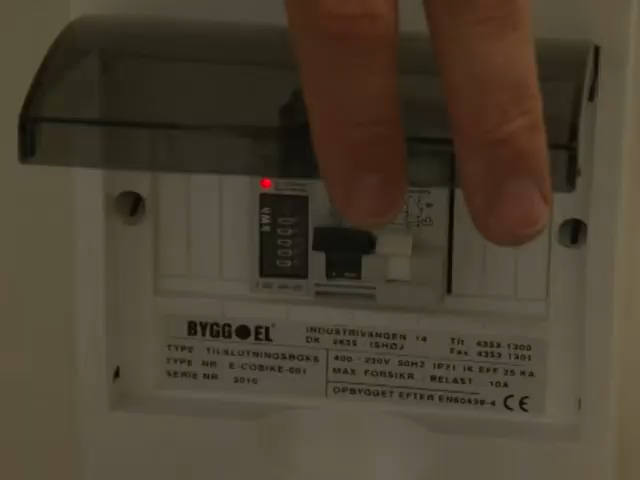 KWH
00000
BYGG EL
INDUSTRIVANGEN 14
DK 2635 ISHØJ
Tlf. 4353 1300
Fax 4353 1301
TYPE TILSLUTNINGSBOKS
TYPE NR. E-COBIKE-001
SERIE NR. 2010
400 - 230V 50HZ IP21 IK EFF 25 KA
MAX FORSIKR. BELAST. 10A
OPBYGGET EFTER EN60439-4 CE